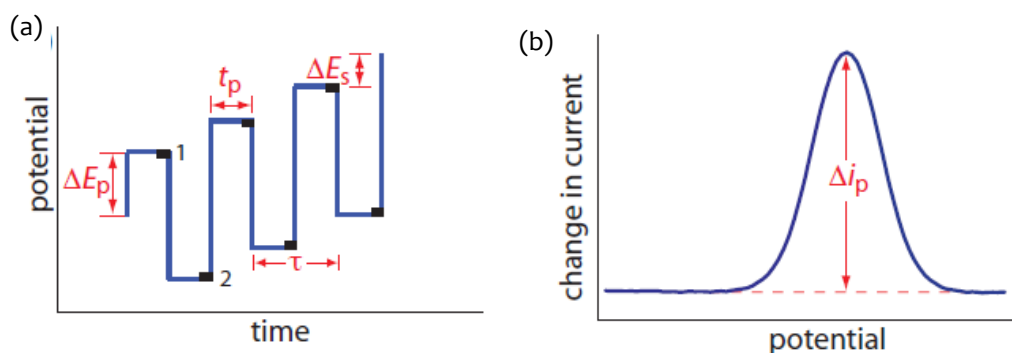 (a)
potential
ΔEp
tp
ΔEs
1
2
τ
time
(b)
change in current
Δip
potential